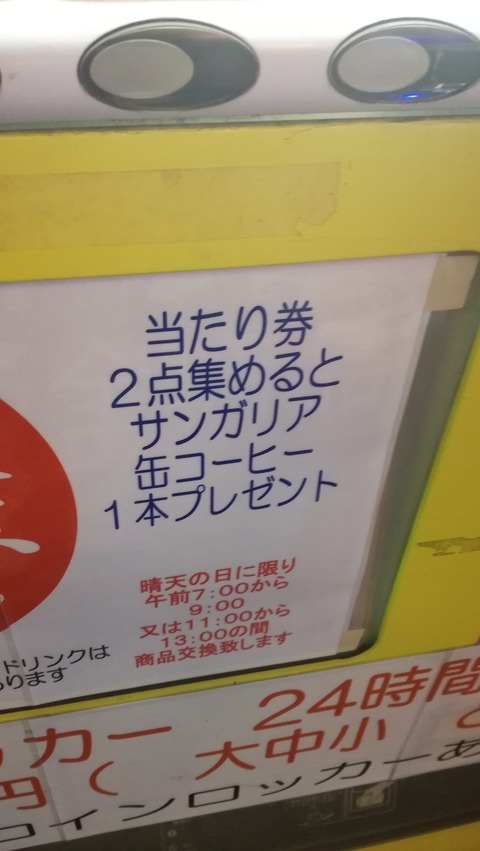 当たり券
2点集めると
サンガリア
缶コーヒー
1本プレゼント
晴天の日に限り
午前7:00から
9:00
又は11:00から
13:00の間
商品交換致します
ドリンクは
ります
ッカー 24時間
円( 大中小
コインロッカーあ